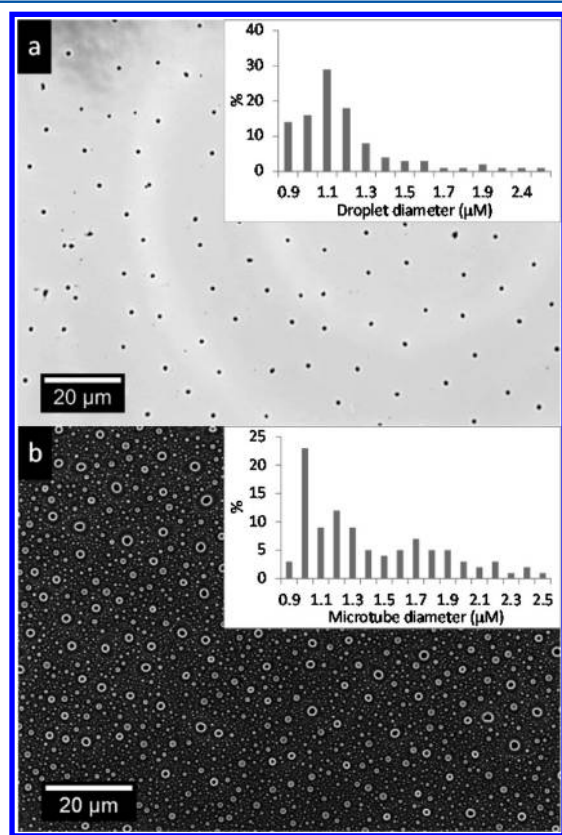 a
40
30
20
10
0
%
0.9 1.1 1.3 1.5 1.7 1.9 2.4
Droplet diameter (μM)
20 μm
b
25
20
15
10
5
0
%
0.9 1.1 1.3 1.5 1.7 1.9 2.1 2.3 2.5
Microtube diameter (μM)
20 μm